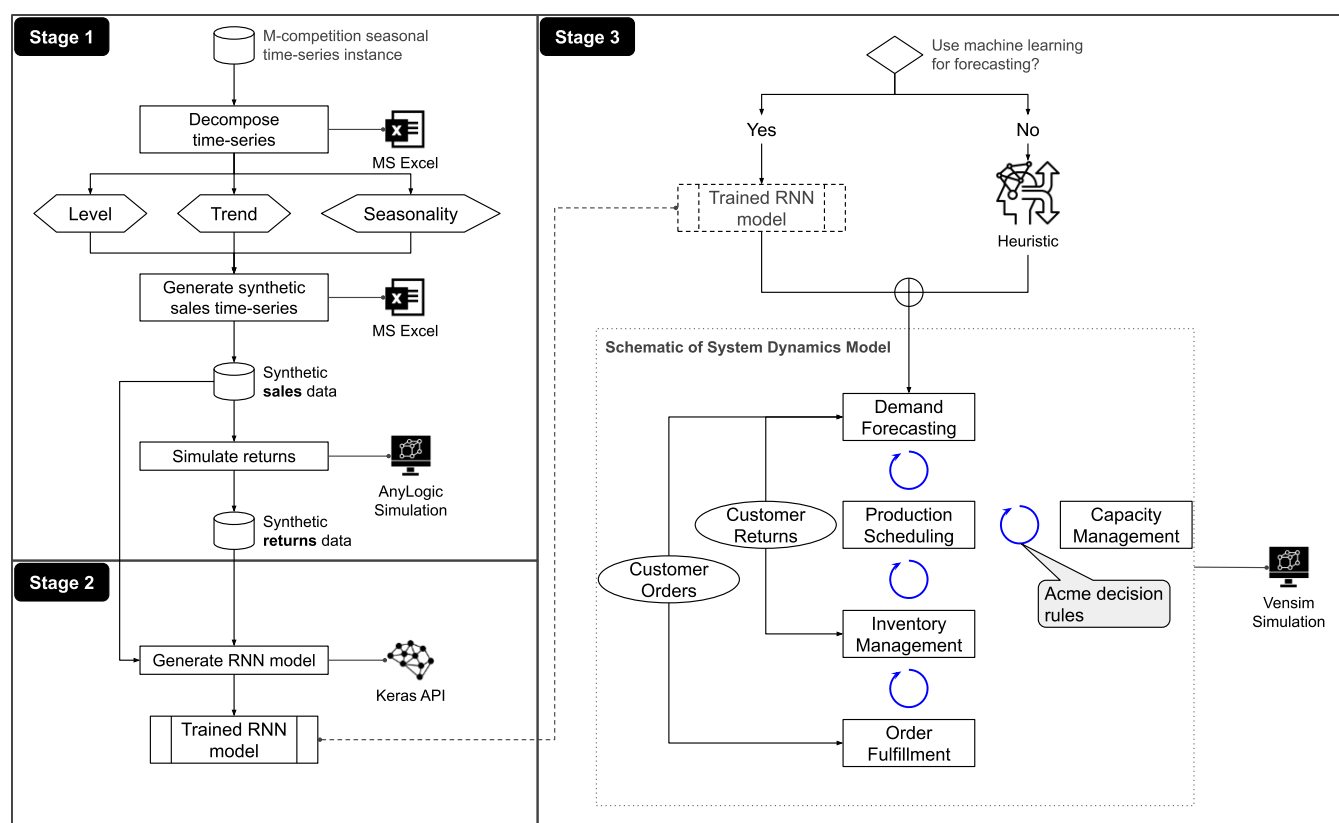 Stage 1
M-competition seasonal
time-series instance
Decompose
time-series
MS Excel
Level
Trend
Seasonality
Generate synthetic
sales time-series
MS Excel
Synthetic
sales data
Simulate returns
AnyLogic
Simulation
Synthetic
returns data
Stage 2
Generate RNN model
Keras API
Trained RNN
model
Stage 3
Use machine learning
for forecasting?
Yes
No
Trained RNN
model
Heuristic
Schematic of System Dynamics Model
Demand
Forecasting
Customer
Returns
Production
Scheduling
Capacity
Management
Customer
Orders
Acme decision
rules
Inventory
Management
Order
Fulfillment
Vensim
Simulation